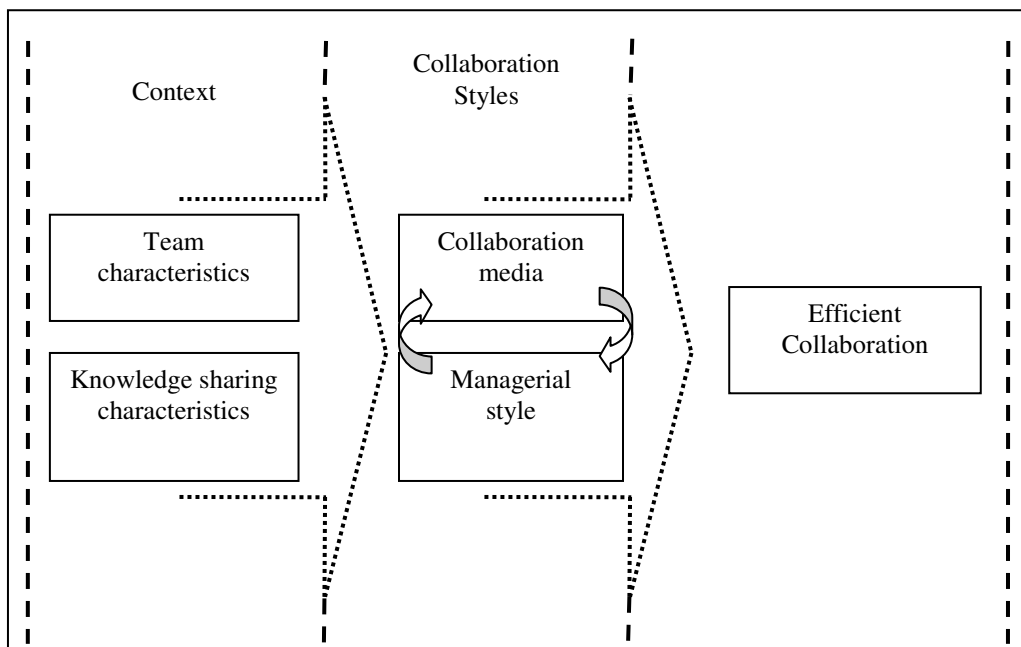 Context
Collaboration
Styles
Team
characteristics
Collaboration
media
Efficient
Collaboration
Knowledge sharing
characteristics
Managerial
style